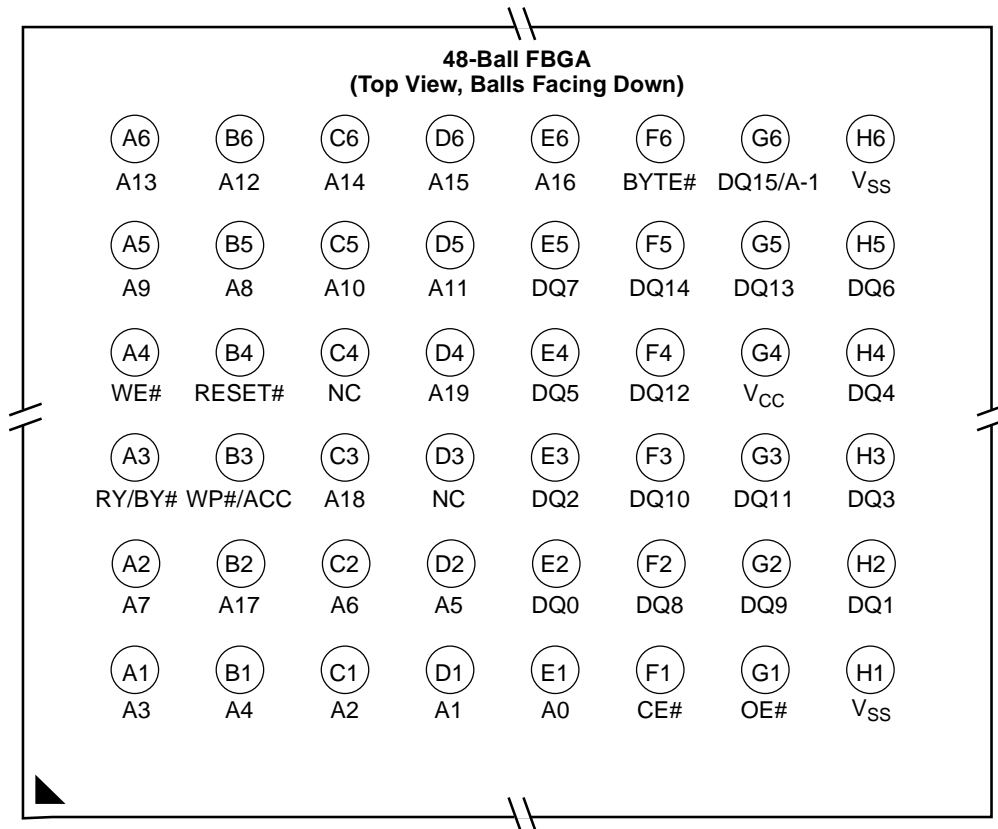 48-Ball FBGA
(Top View, Balls Facing Down)
A6 B6 C6 D6 E6 F6 G6 H6
A13 A12 A14 A15 A16 BYTE# DQ15/A-1 VSS
A5 B5 C5 D5 E5 F5 G5 H5
A9 A8 A10 A11 DQ7 DQ14 DQ13 DQ6
A4 B4 C4 D4 E4 F4 G4 H4
WE# RESET# NC A19 DQ5 DQ12 VCC DQ4
A3 B3 C3 D3 E3 F3 G3 H3
RY/BY# WP#/ACC A18 NC DQ2 DQ10 DQ11 DQ3
A2 B2 C2 D2 E2 F2 G2 H2
A7 A17 A6 A5 DQ0 DQ8 DQ9 DQ1
A1 B1 C1 D1 E1 F1 G1 H1
A3 A4 A2 A1 A0 CE# OE# VSS